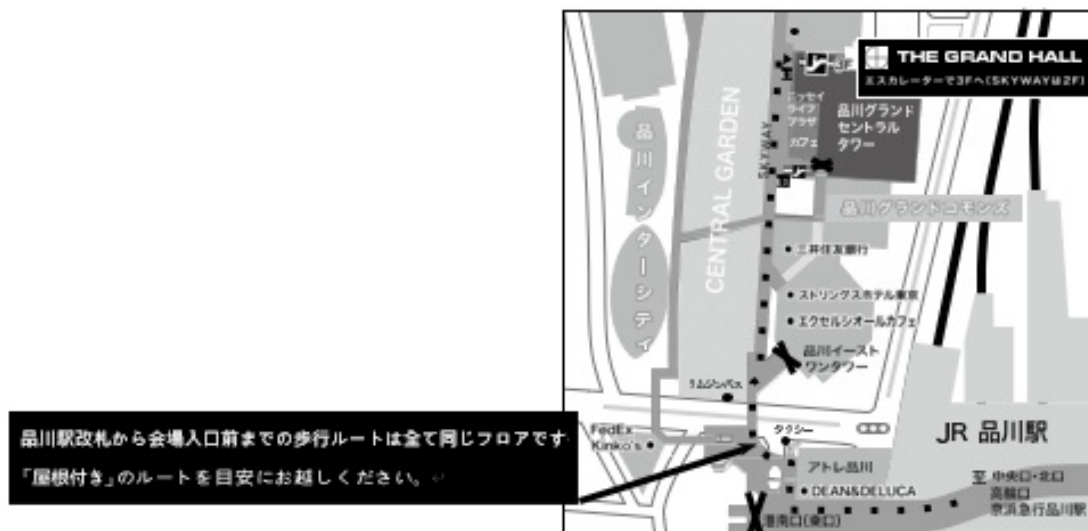 THE GRAND HALL
エスカレーターで3Fへ(SKYWAYは2F)
3F
ニッセイ
ライフ
プラザ
カフェ
品川グランド
セントラル
タワー
SKYWAY
CENTRAL GARDEN
品川インターシティ
品川グランドコモンズ
三井住友銀行
ストリングスホテル東京
エクセルシオールカフェ
品川イースト
ワンタワー
リムジンバス
FedEx
Kinko's
タクシー
アトレ品川
DEAN&DELUCA
港南口(東口)
JR 品川駅
至 中央口・北口
高輪口
京浜急行品川駅
品川駅改札から会場入口前までの歩行ルートは全て同じフロアです
「屋根付き」のルートを目安にお越しください。